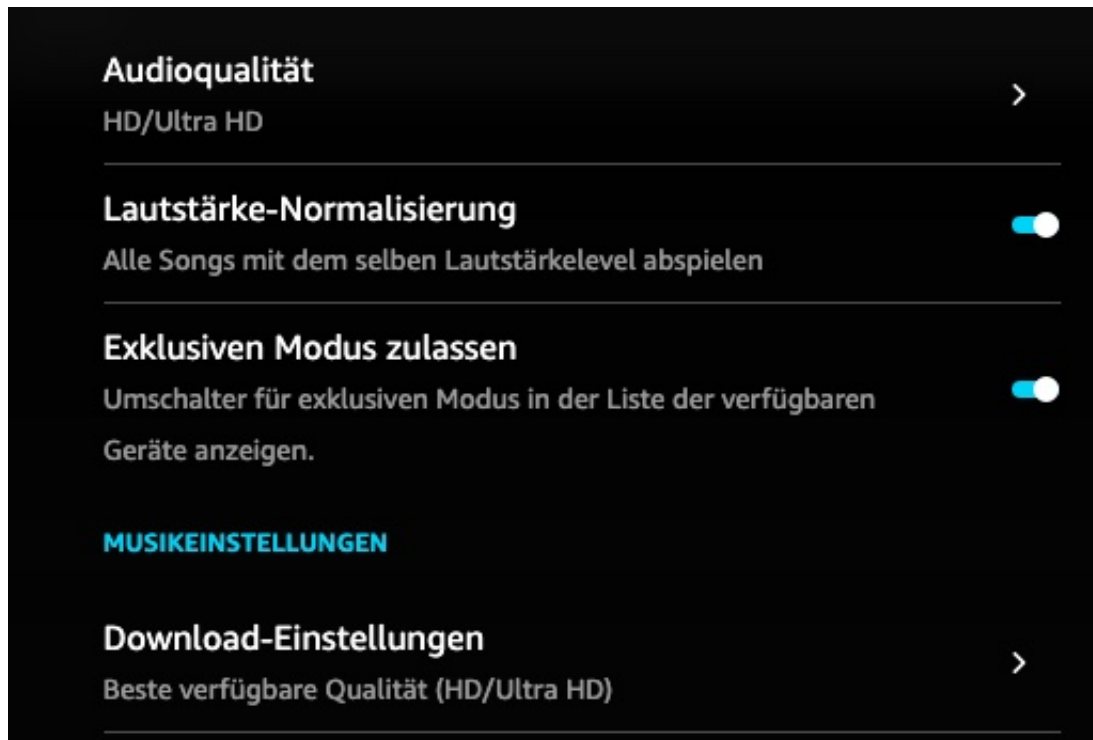 Audioqualität
HD/Ultra HD
Lautstärke-Normalisierung
Alle Songs mit dem selben Lautstärkelevel abspielen
Exklusiven Modus zulassen
Umschalter für exklusiven Modus in der Liste der verfügbaren
Geräte anzeigen.
MUSIKEINSTELLUNGEN
Download-Einstellungen
Beste verfügbare Qualität (HD/Ultra HD)